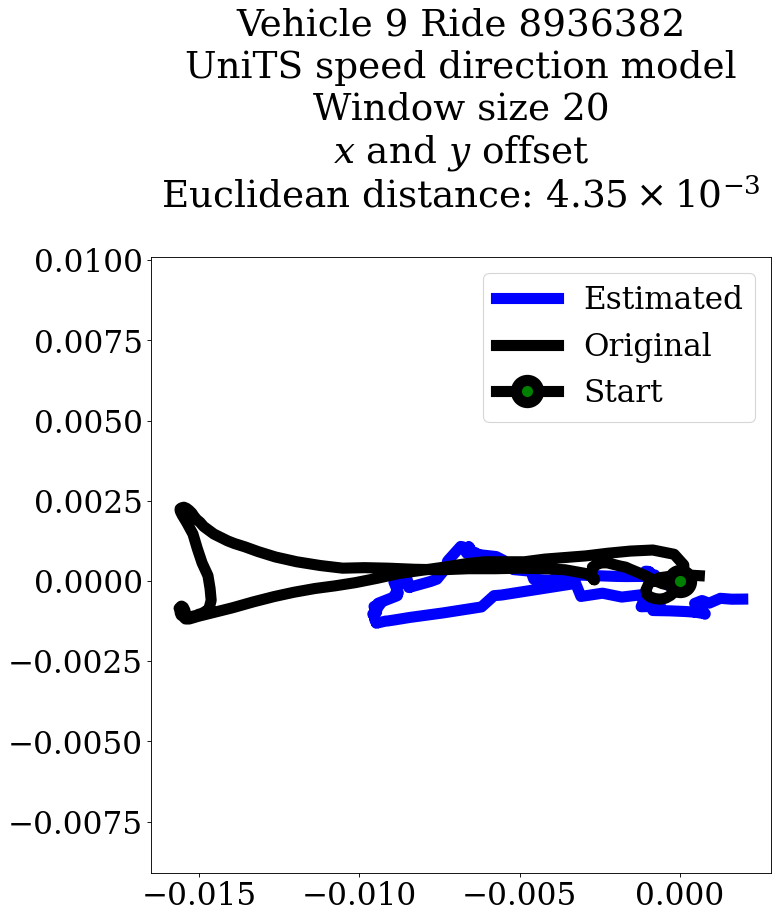 Vehicle 9 Ride 8936382
UniTS speed direction model
Window size 20
x and y offset
Euclidean distance: 4.35 × 10⁻³
0.0100
0.0075
0.0050
0.0025
0.0000
−0.0025
−0.0050
−0.0075
Estimated
Original
Start
−0.015
−0.010
−0.005
0.000